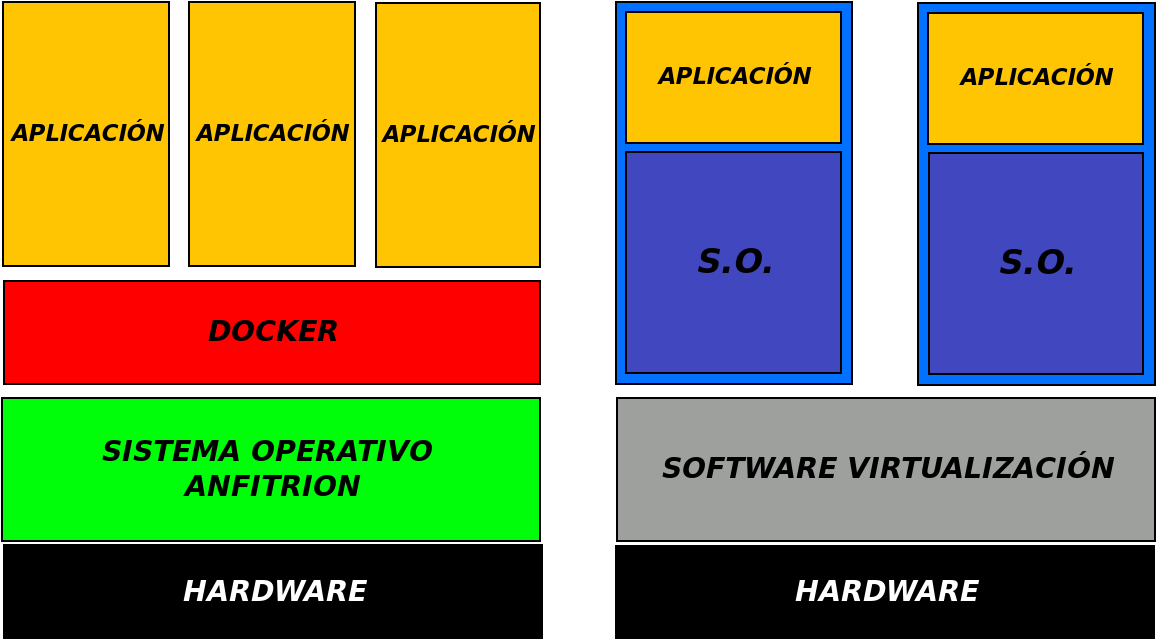 APLICACIÓN
APLICACIÓN
APLICACIÓN
DOCKER
SISTEMA OPERATIVO
ANFITRION
HARDWARE
APLICACIÓN
APLICACIÓN
S.O.
S.O.
SOFTWARE VIRTUALIZACIÓN
HARDWARE